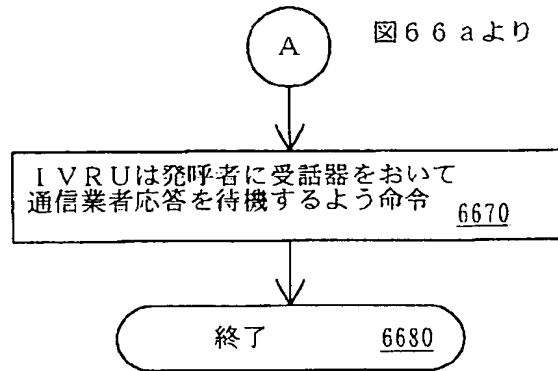 図６６ａより
Ａ
ＩＶＲＵは発呼者に受話器をおいて
通信業者応答を待機するよう命令 6670
終了 6680